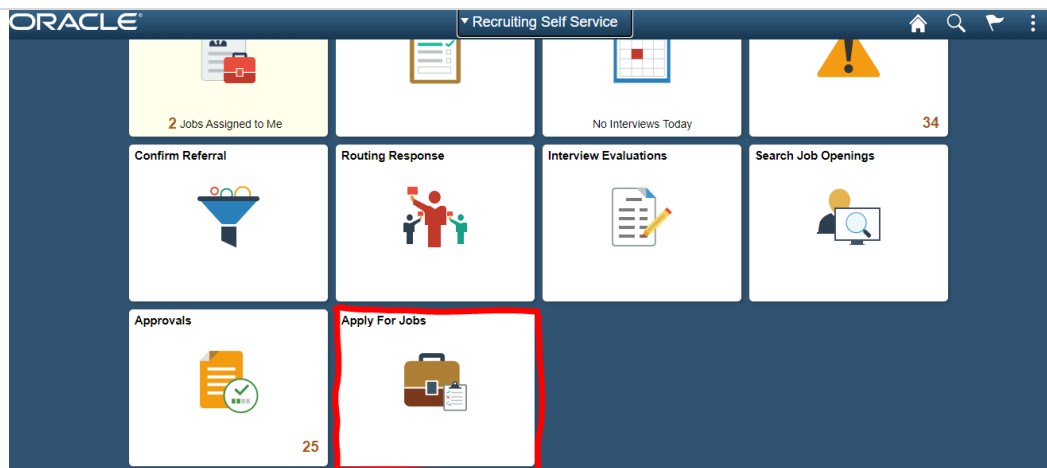 ORACLE®
Recruiting Self Service
2 Jobs Assigned to Me
No Interviews Today
34
Confirm Referral
Routing Response
Interview Evaluations
Search Job Openings
Approvals
Apply For Jobs
25